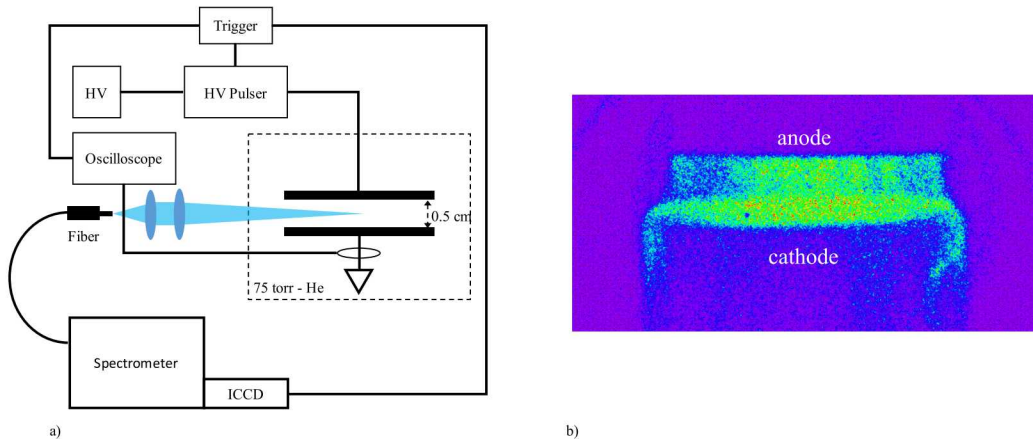 Trigger
HV
HV Pulser
Oscilloscope
Fiber
0.5 cm
75 torr - He
Spectrometer
ICCD
a)
anode
cathode
b)